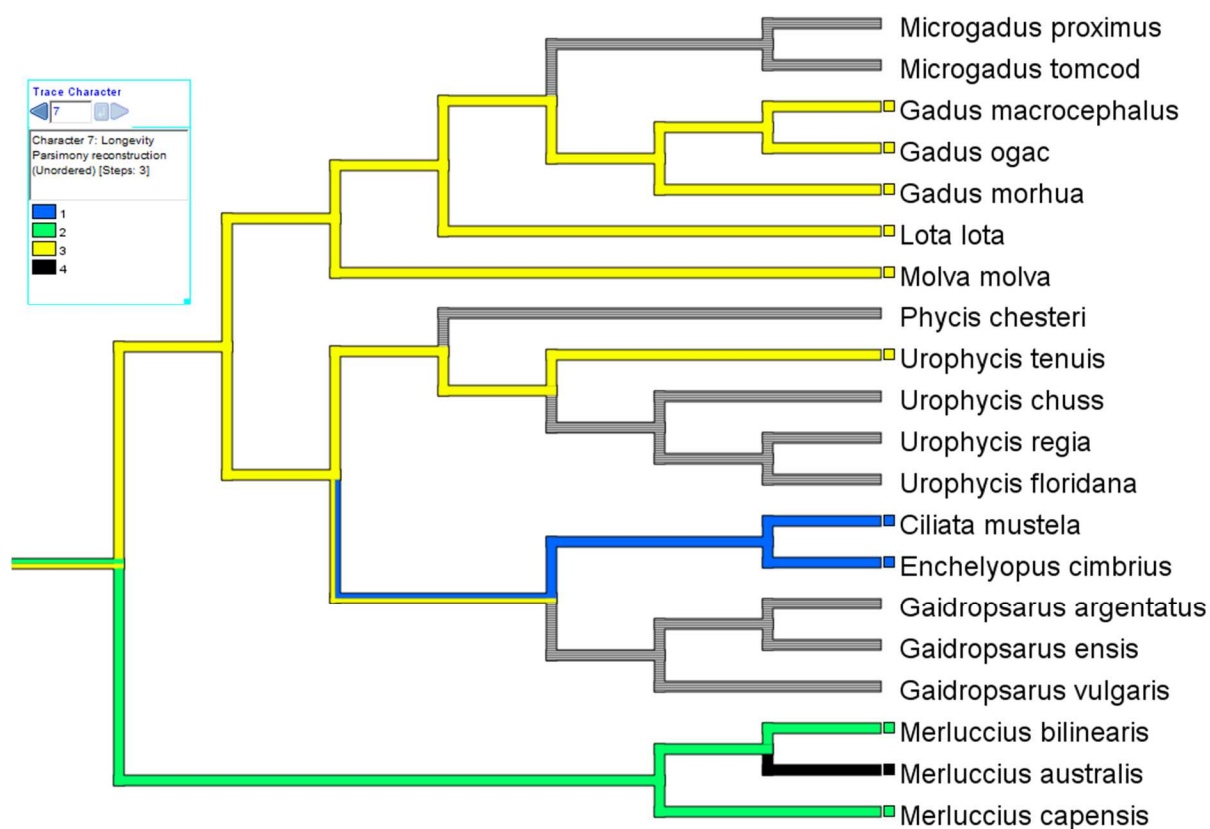 Trace Character
7
Character 7: Longevity
Parsimony reconstruction
(Unordered) [Steps: 3]
1
2
3
4
Microgadus proximus
Microgadus tomcod
Gadus macrocephalus
Gadus ogac
Gadus morhua
Lota lota
Molva molva
Phycis chesteri
Urophycis tenuis
Urophycis chuss
Urophycis regia
Urophycis floridana
Ciliata mustela
Enchelyopus cimbrius
Gaidropsarus argentatus
Gaidropsarus ensis
Gaidropsarus vulgaris
Merluccius bilinearis
Merluccius australis
Merluccius capensis